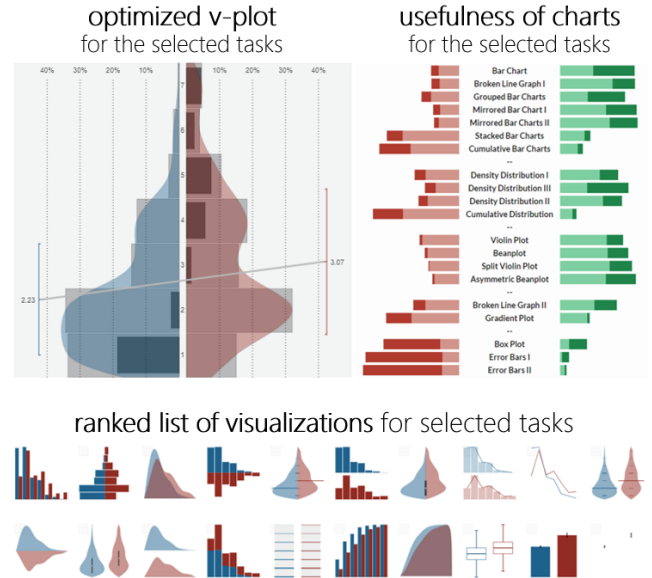 optimized v-plot
for the selected tasks
usefulness of charts
for the selected tasks
40% 30% 20% 10% 10% 20% 30% 40%
7
6
5
4
3
2
1
2.23
3.07
Bar Chart
Broken Line Graph I
Grouped Bar Charts
Mirrored Bar Chart I
Mirrored Bar Charts II
Stacked Bar Charts
Cumulative Bar Charts
--
Density Distribution I
Density Distribution III
Density Distribution II
Cumulative Distribution
--
Violin Plot
Beanplot
Split Violin Plot
Asymmetric Beanplot
--
Broken Line Graph II
Gradient Plot
--
Box Plot
Error Bars I
Error Bars II
ranked list of visualizations for selected tasks